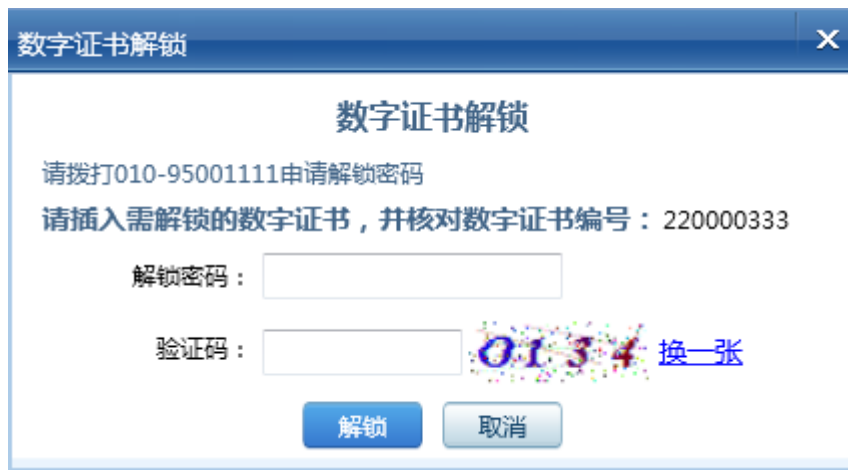 数字证书解锁
数字证书解锁
请拨打010-95001111申请解锁密码
请插入需解锁的数字证书，并核对数字证书编号：220000333
解锁密码：
验证码： 0134 换一张
解锁 取消